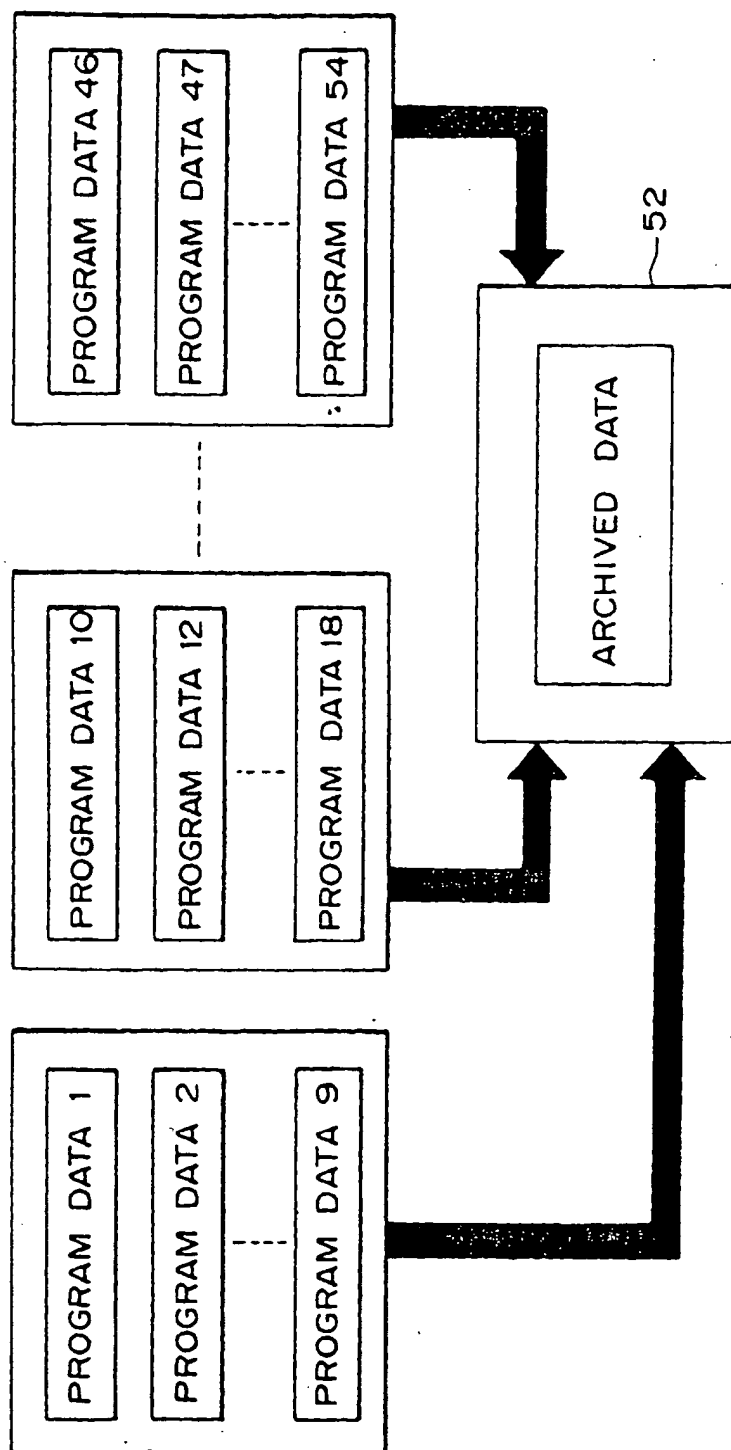 PROGRAM DATA 1
PROGRAM DATA 2
PROGRAM DATA 9
PROGRAM DATA 10
PROGRAM DATA 12
PROGRAM DATA 18
PROGRAM DATA 46
PROGRAM DATA 47
PROGRAM DATA 54
ARCHIVED DATA
52